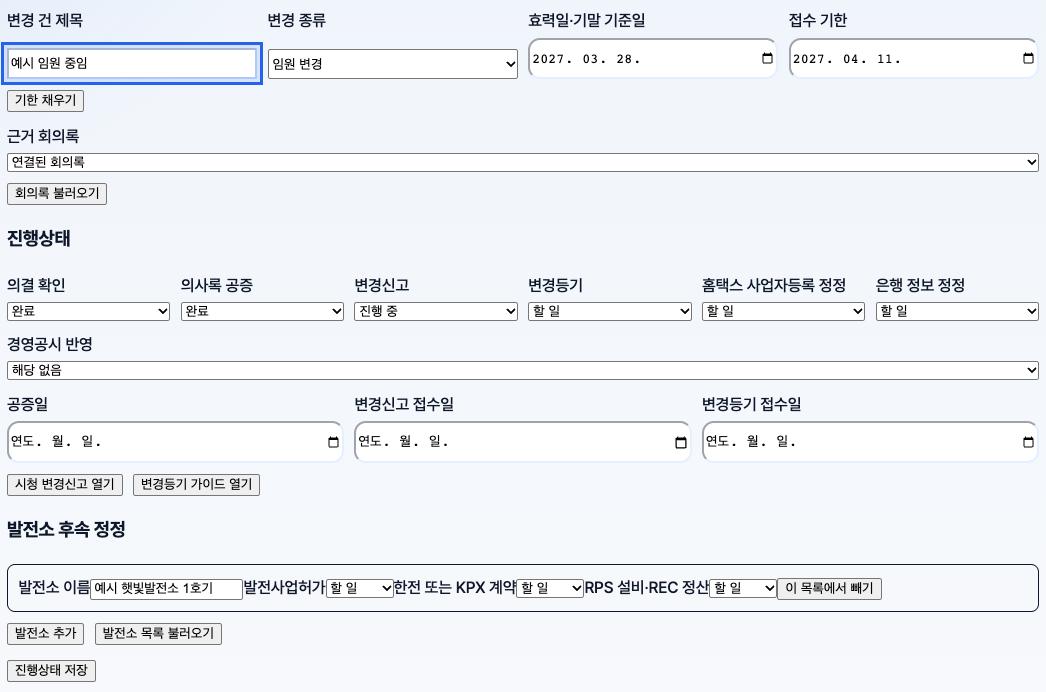 변경 건 제목 변경 종류 효력일·기말 기준일 접수 기한
예시 임원 중임 임원 변경 2027. 03. 28. 2027. 04. 11.
기한 채우기
근거 회의록
연결된 회의록
회의록 불러오기
진행상태
의결 확인 의사록 공증 변경신고 변경등기 홈택스 사업자등록 정정 은행 정보 정정
완료 완료 진행 중 할 일 할 일 할 일
경영공시 반영
해당 없음
공증일 변경신고 접수일 변경등기 접수일
연도. 월. 일. 연도. 월. 일. 연도. 월. 일.
시청 변경신고 열기 변경등기 가이드 열기
발전소 후속 정정
발전소 이름 예시 햇빛발전소 1호기 발전사업허가 할 일 한전 또는 KPX 계약 할 일 RPS 설비·REC 정산 할 일 이 목록에서 빼기
발전소 추가 발전소 목록 불러오기
진행상태 저장